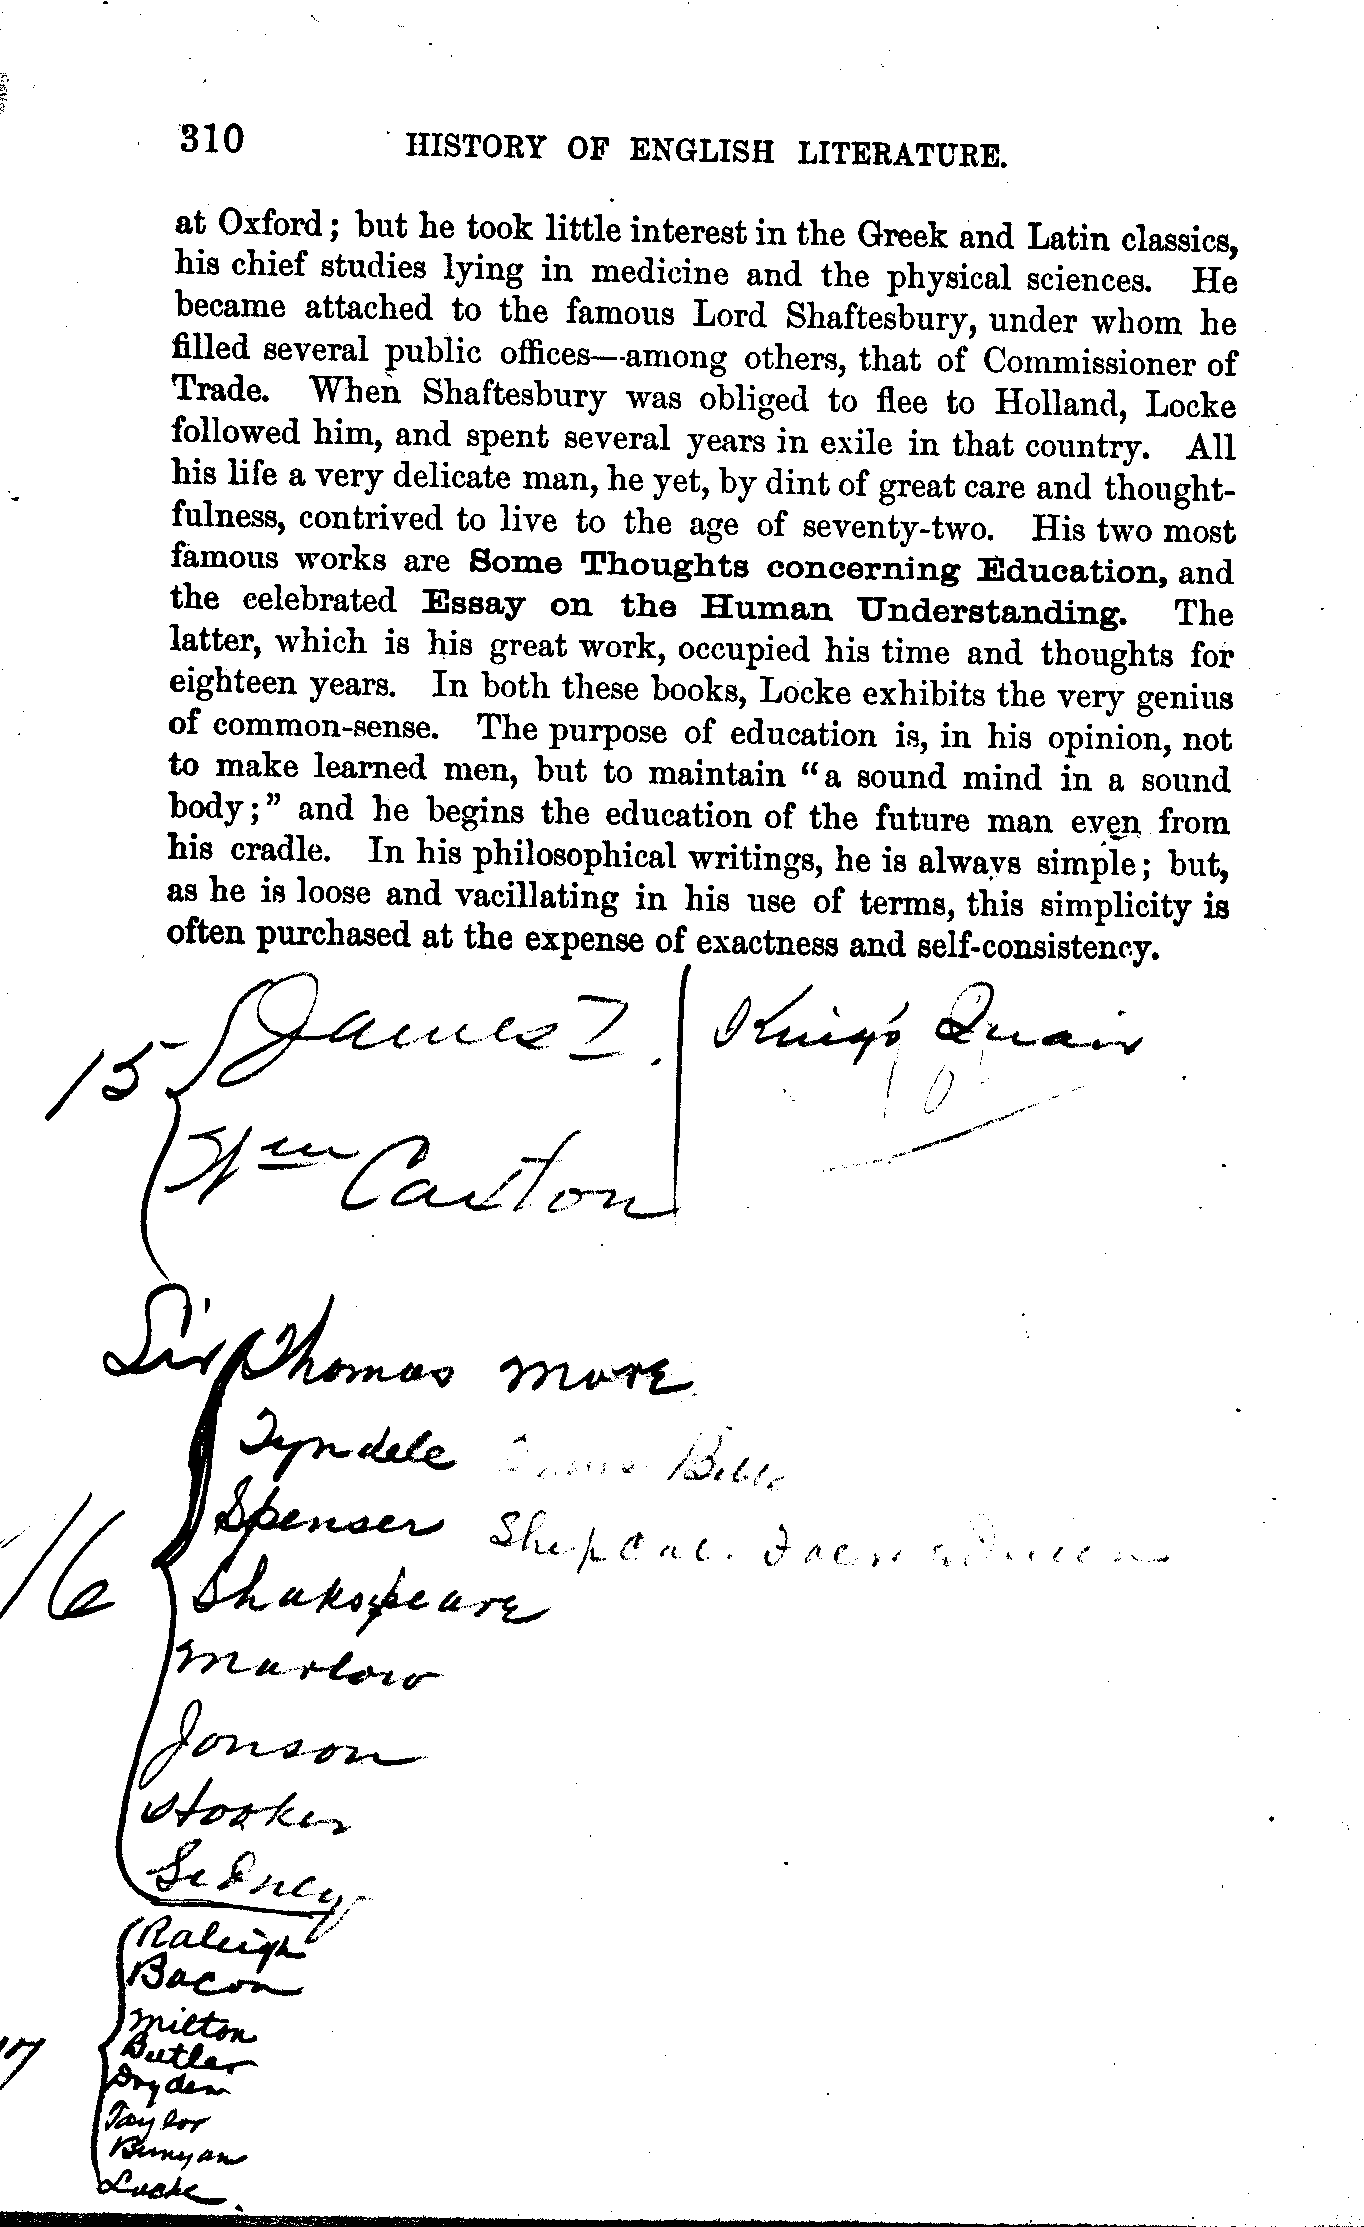 310 HISTORY OF ENGLISH LITERATURE.
at Oxford; but he took little interest in the Greek and Latin classics,
his chief studies lying in medicine and the physical sciences. He
became attached to the famous Lord Shaftesbury, under whom he
filled several public offices—among others, that of Commissioner of
Trade. When Shaftesbury was obliged to flee to Holland, Locke
followed him, and spent several years in exile in that country. All
his life a very delicate man, he yet, by dint of great care and thought-
fulness, contrived to live to the age of seventy-two. His two most
famous works are Some Thoughts concerning Education, and
the celebrated Essay on the Human Understanding. The
latter, which is his great work, occupied his time and thoughts for
eighteen years. In both these books, Locke exhibits the very genius
of common-sense. The purpose of education is, in his opinion, not
to make learned men, but to maintain “a sound mind in a sound
body;” and he begins the education of the future man even from
his cradle. In his philosophical writings, he is always simple; but,
as he is loose and vacillating in his use of terms, this simplicity is
often purchased at the expense of exactness and self-consistency.
James I. King's Quair
15
Wm Caxton
Sir Thomas More
Tyndele
Spenser Shep Cal.
16
Shakspeare
Marlow
Jonson
Hooker
Sidney
Raleigh
Bacon
Milton
17
Butler
Dryden
Taylor
Bunyan
Locke.